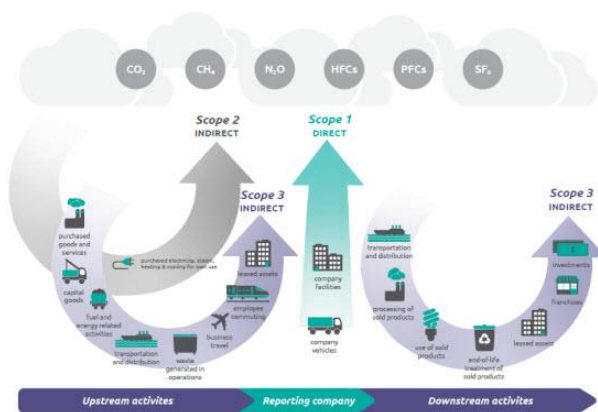 CO₂ CH₄ N₂O HFCs PFCs SF₆
Scope 2
INDIRECT
Scope 1
DIRECT
Scope 3
INDIRECT
Scope 3
INDIRECT
purchased
goods and
services
capital
goods
fuel and
energy related
activities
transportation
and distribution
waste
generated in
operations
business
travel
employee
commuting
leased assets
purchased electricity, steam,
heating & cooling for own use
company
facilities
company
vehicles
transportation
and distribution
processing of
sold products
use of sold
products
end-of-life
treatment of
sold products
leased assets
franchises
investments
Upstream activites
Reporting company
Downstream activites